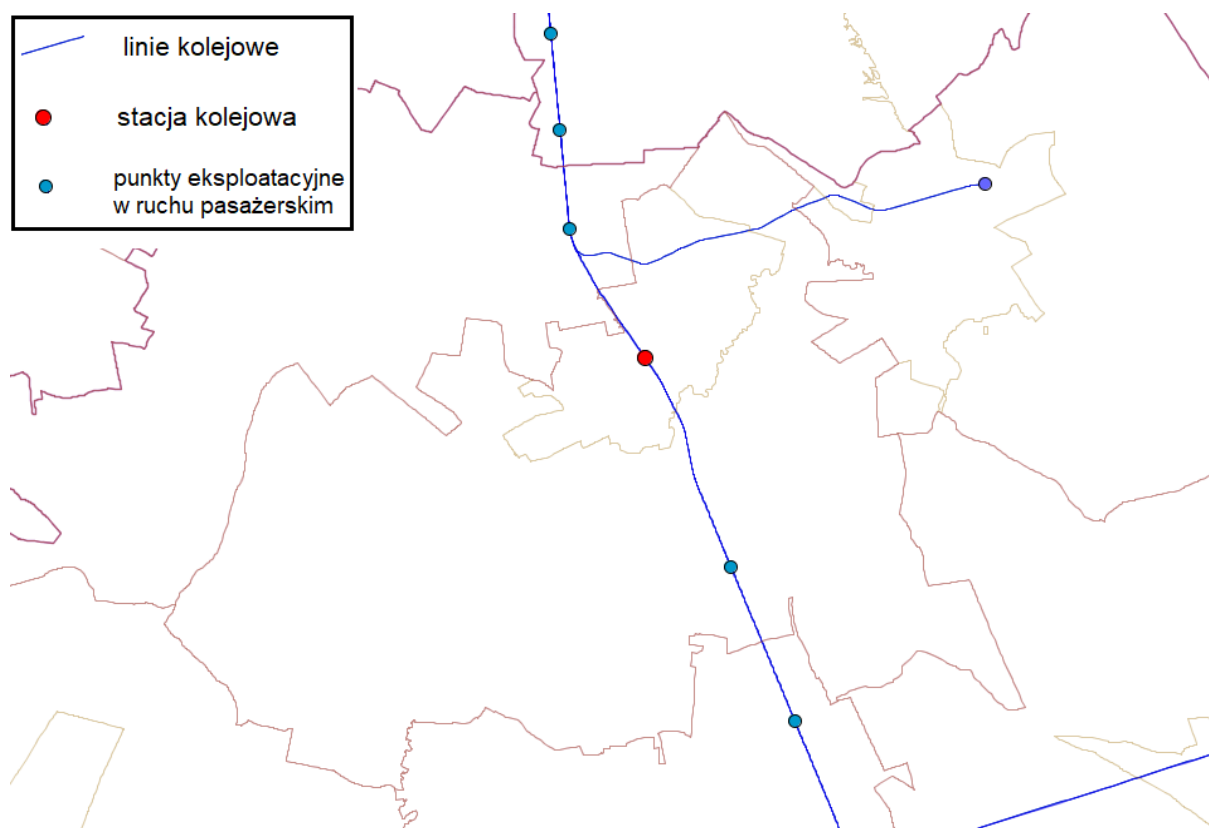 linie kolejowe
stacja kolejowa
punkty eksploatacyjne
w ruchu pasażerskim